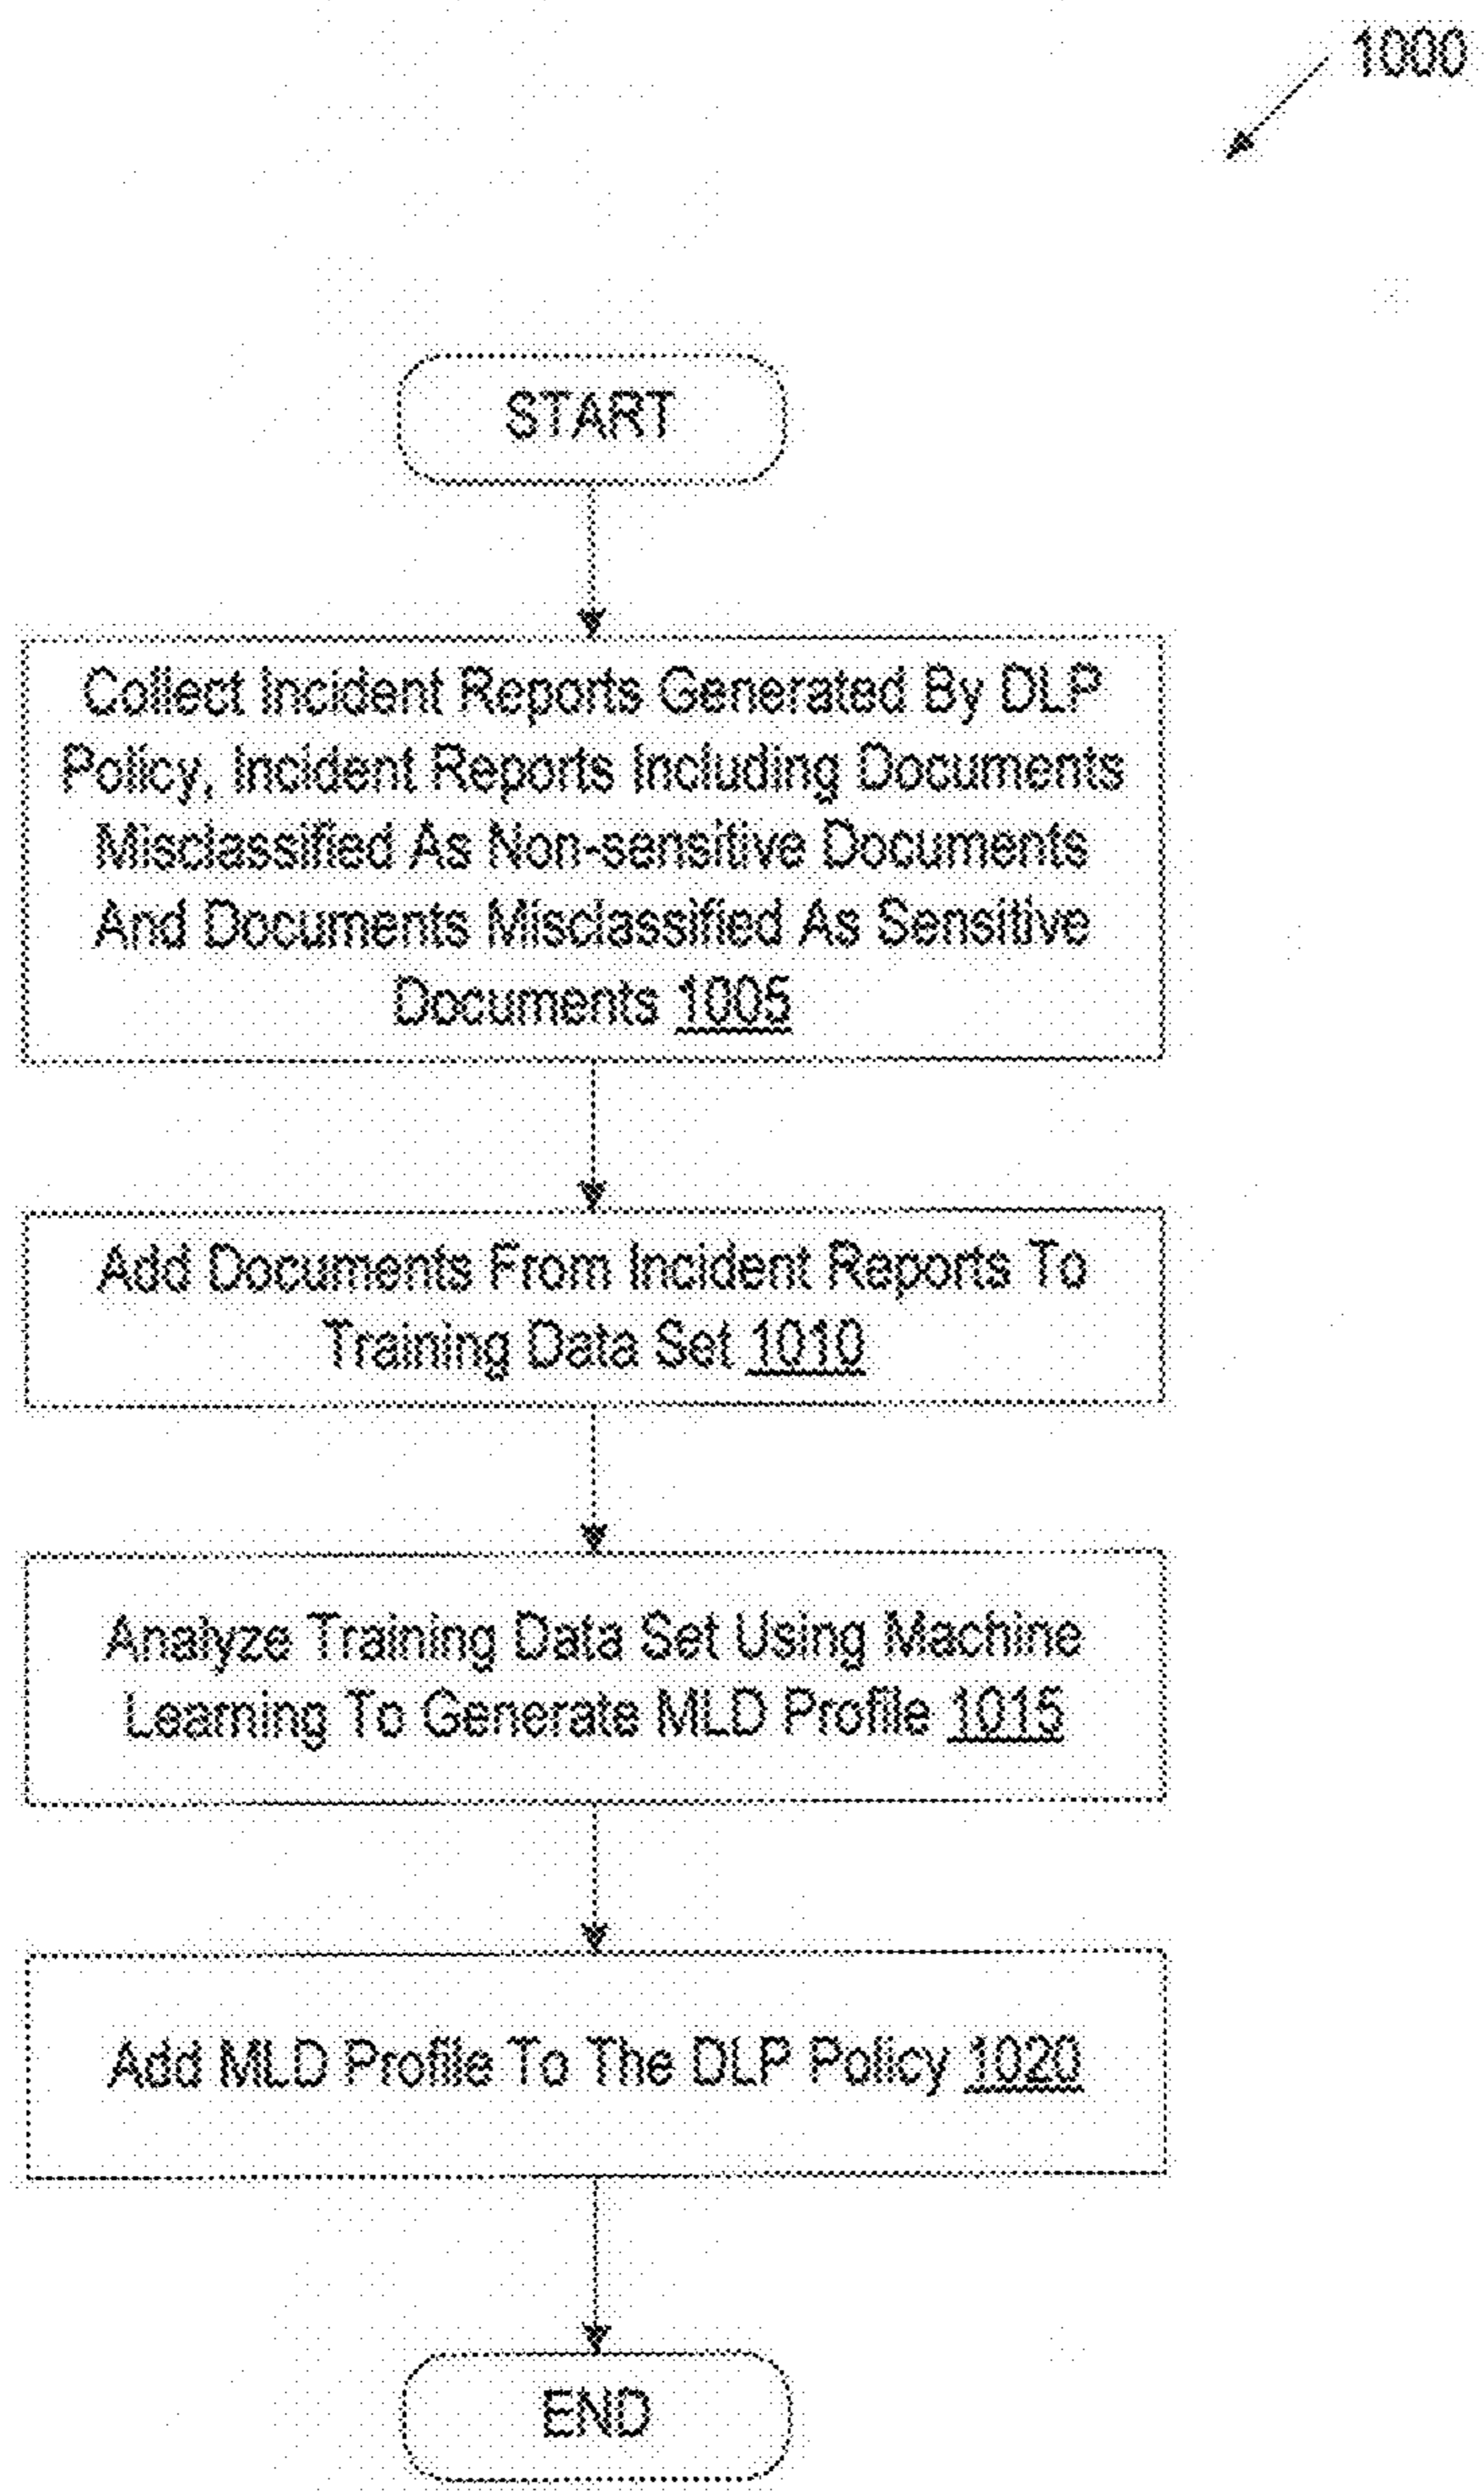 1000
START
Collect Incident Reports Generated By DLP
Policy, Incident Reports Including Documents
Misclassified As Non-sensitive Documents
And Documents Misclassified As Sensitive
Documents 1005
Add Documents From Incident Reports To
Training Data Set 1010
Analyze Training Data Set Using Machine
Learning To Generate MLD Profile 1015
Add MLD Profile To The DLP Policy 1020
END